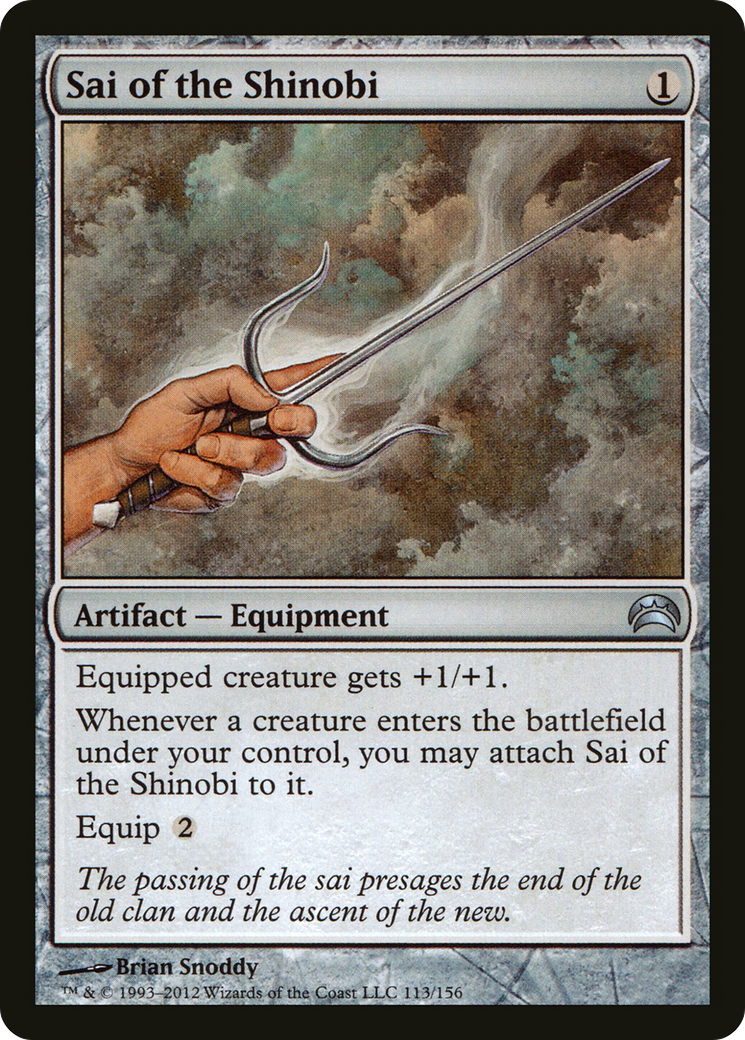 Sai of the Shinobi 1
Artifact — Equipment
Equipped creature gets +1/+1.
Whenever a creature enters the battlefield
under your control, you may attach Sai of
the Shinobi to it.
Equip 2
The passing of the sai presages the end of the
old clan and the ascent of the new.
Brian Snoddy
™ & © 1993–2012 Wizards of the Coast LLC 113/156